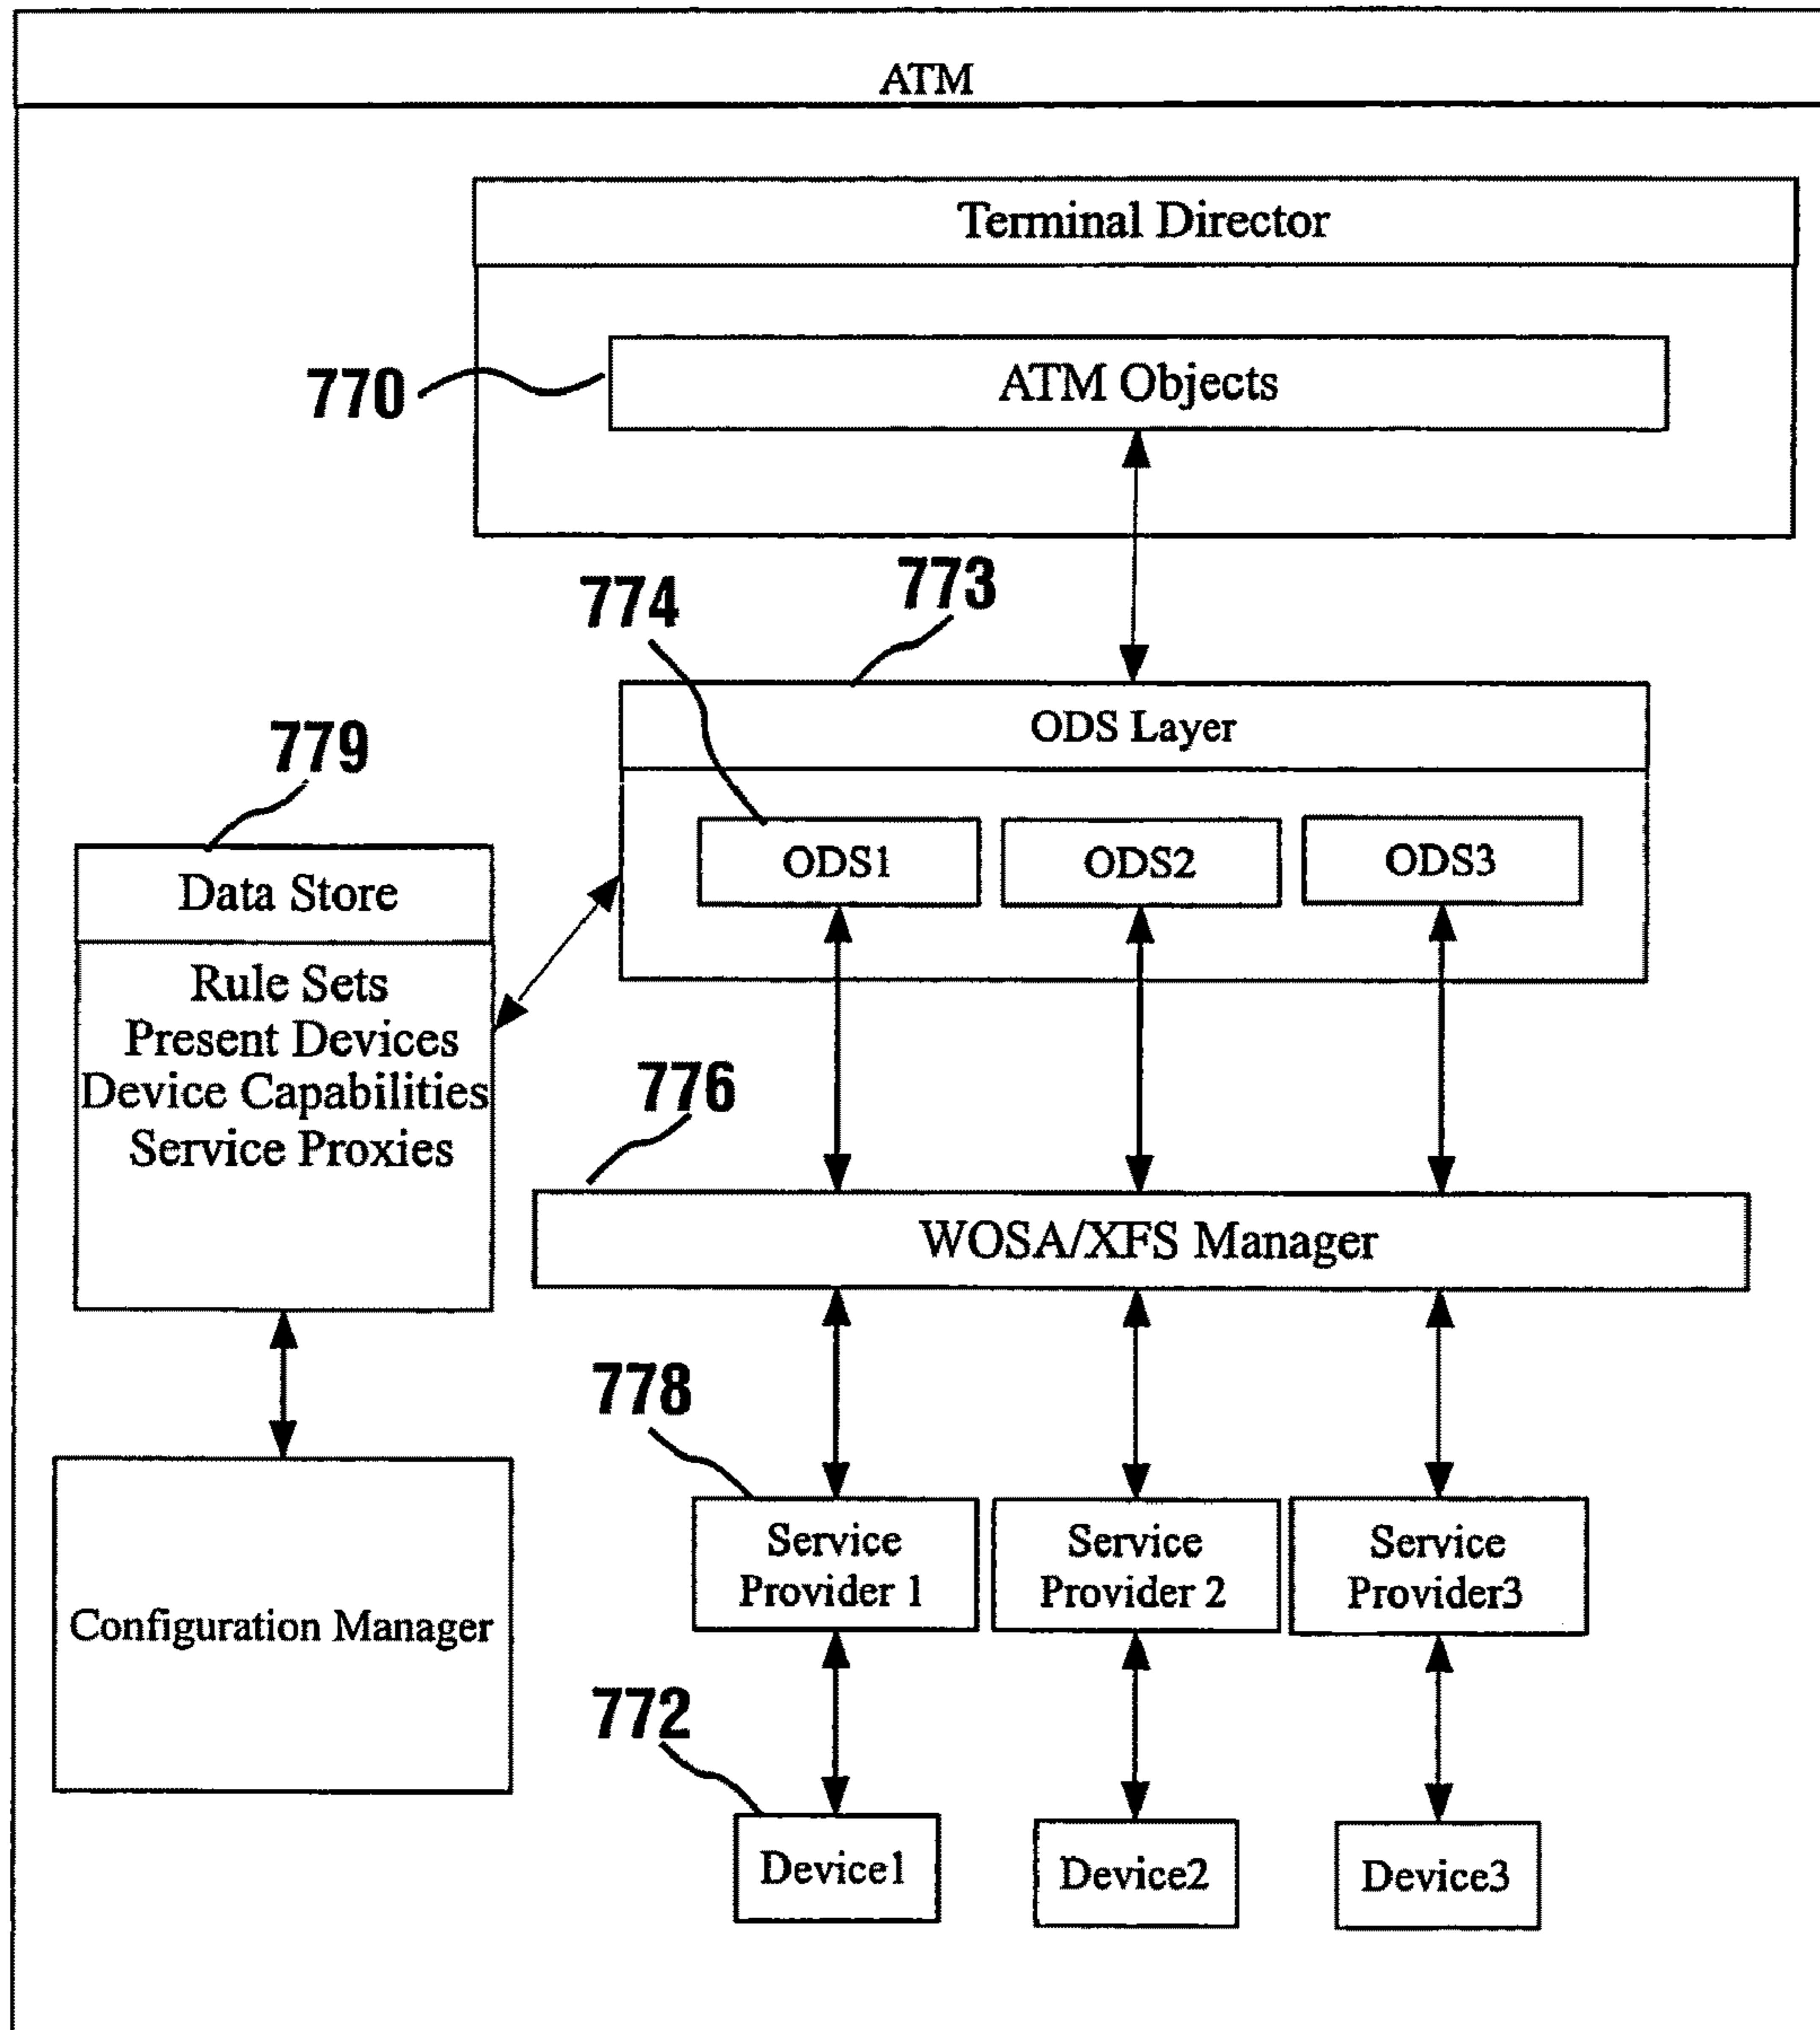 ATM
Terminal Director
770
ATM Objects
774
773
ODS Layer
779
ODS1
ODS2
ODS3
Data Store
Rule Sets
Present Devices
Device Capabilities
Service Proxies
776
WOSA/XFS Manager
778
Service
Provider 1
Service
Provider 2
Service
Provider3
Configuration Manager
772
Device1
Device2
Device3